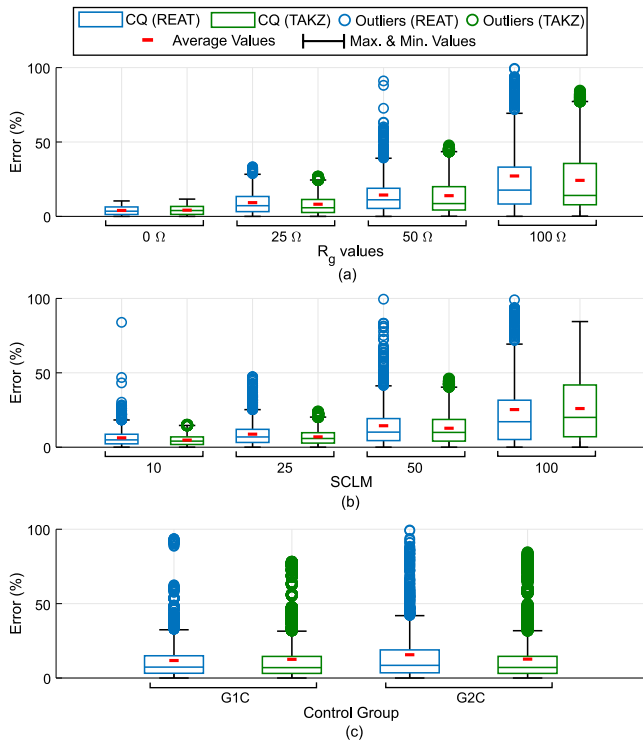 CQ (REAT) CQ (TAKZ) Outliers (REAT) Outliers (TAKZ)
Average Values Max. & Min. Values
(a)
100
50
0
Error (%)
0 Ω 25 Ω 50 Ω 100 Ω
Rg values
(a)
100
50
0
Error (%)
10 25 50 100
SCLM
(b)
100
50
0
Error (%)
G1C G2C
Control Group
(c)